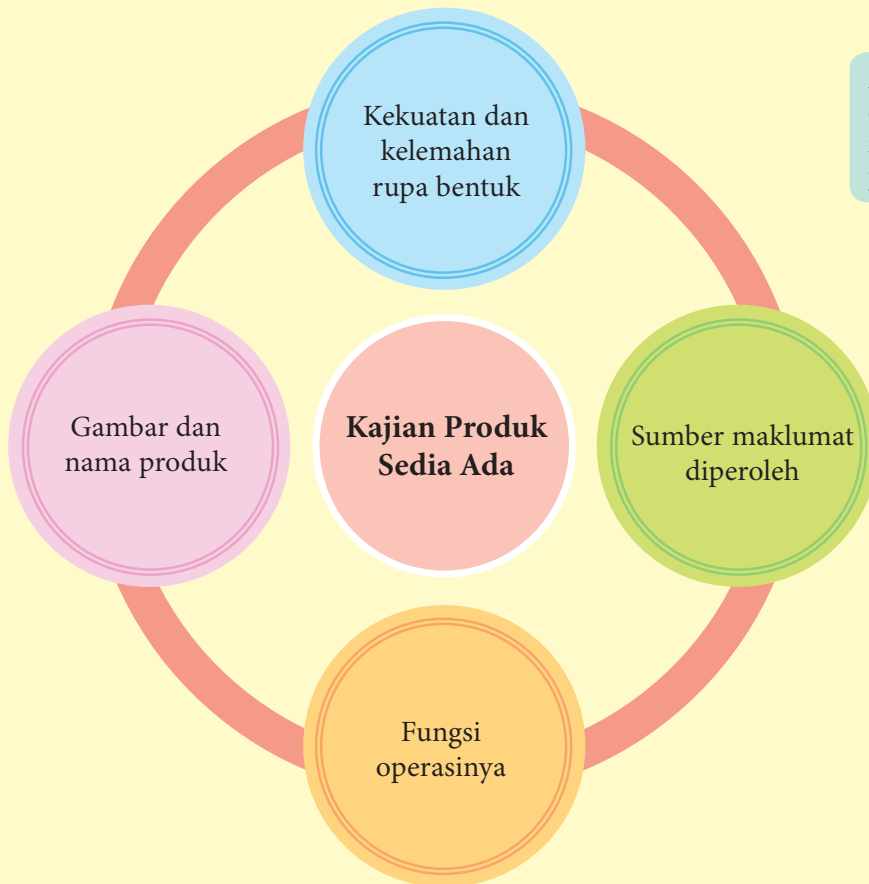 Kekuatan dan
kelemahan
rupa bentuk
Gambar dan
nama produk
Kajian Produk
Sedia Ada
Sumber maklumat
diperoleh
Fungsi
operasinya